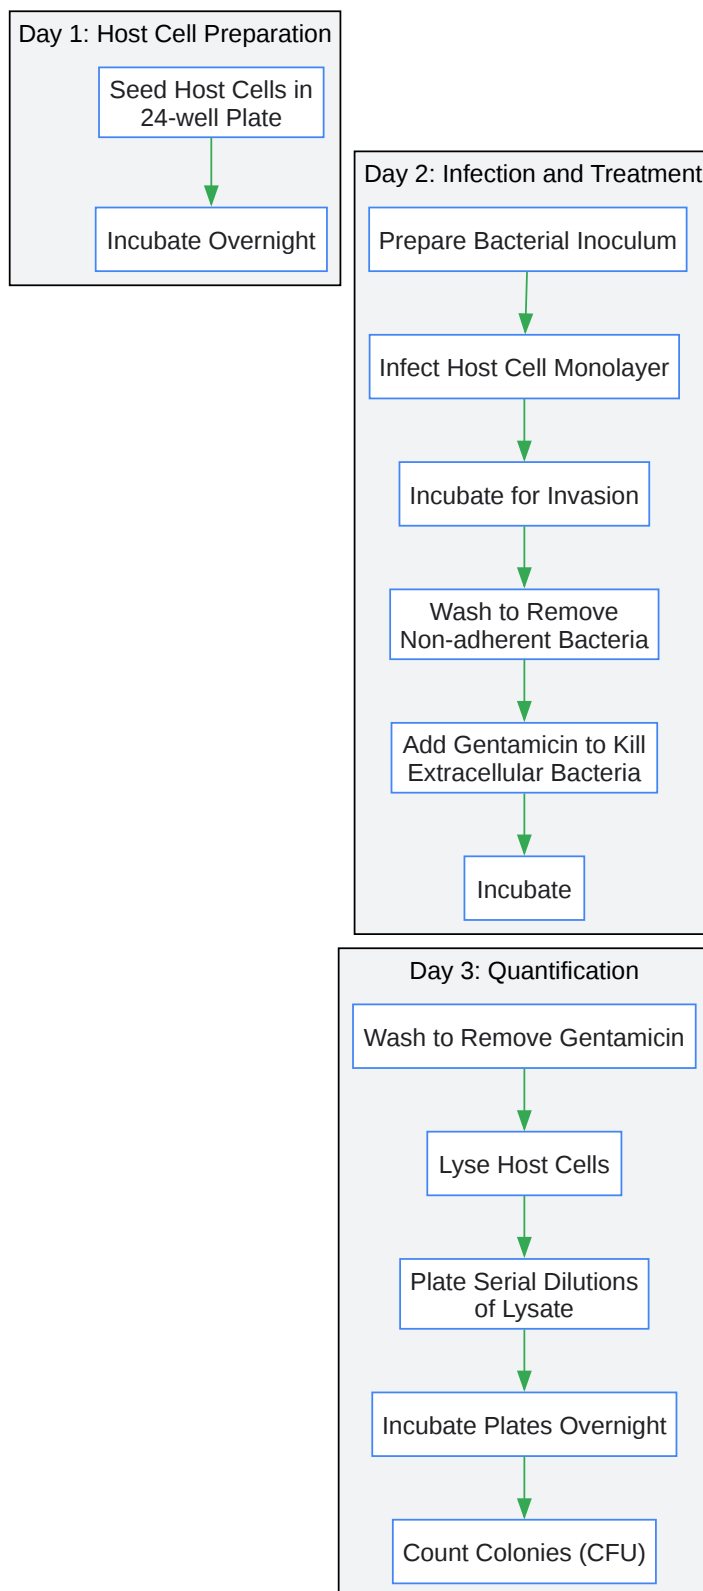 Day 1: Host Cell Preparation
Seed Host Cells in
24-well Plate
Incubate Overnight
Day 2: Infection and Treatment
Prepare Bacterial Inoculum
Infect Host Cell Monolayer
Incubate for Invasion
Wash to Remove
Non-adherent Bacteria
Add Gentamicin to Kill
Extracellular Bacteria
Incubate
Day 3: Quantification
Wash to Remove Gentamicin
Lyse Host Cells
Plate Serial Dilutions
of Lysate
Incubate Plates Overnight
Count Colonies (CFU)